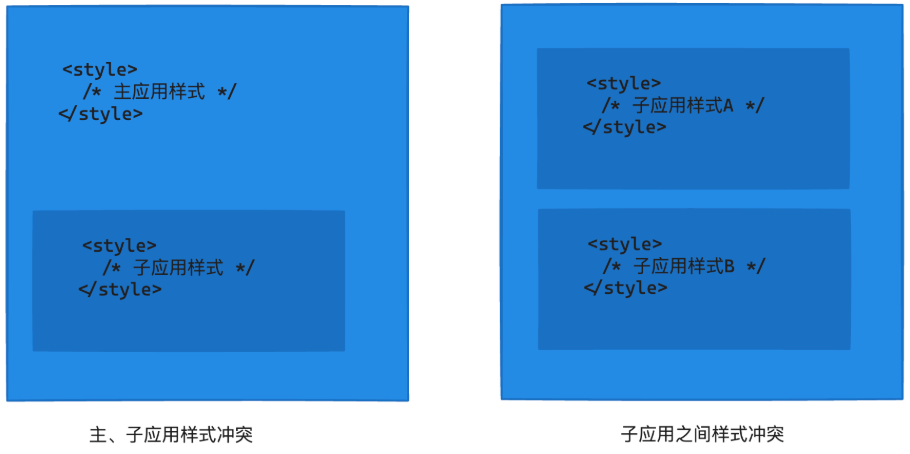 <style>
/* 主应用样式 */
</style>
<style>
/* 子应用样式 */
</style>
主、子应用样式冲突
<style>
/* 子应用样式A */
</style>
<style>
/* 子应用样式B */
</style>
子应用之间样式冲突